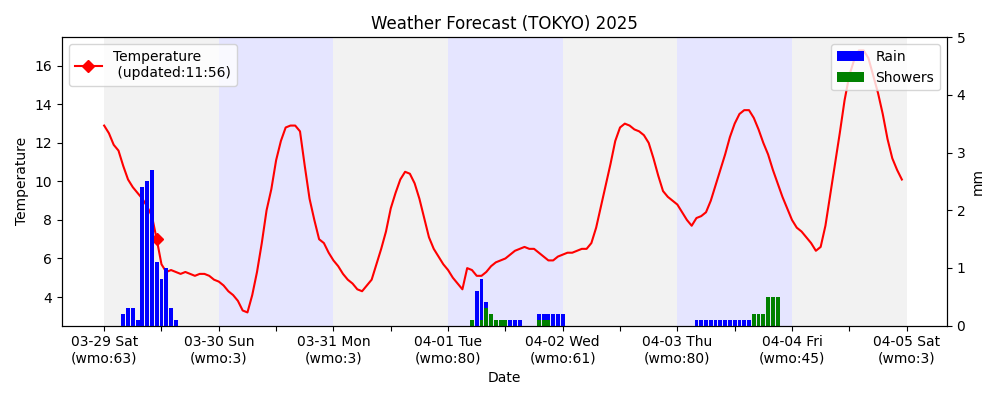 Weather Forecast (TOKYO) 2025
Temperature
(updated:11:56)
Rain
Showers
Temperature
16
14
12
10
8
6
4
5
4
3
2
1
0
mm
03-29 Sat 03-30 Sun 03-31 Mon 04-01 Tue 04-02 Wed 04-03 Thu 04-04 Fri 04-05 Sat
(wmo:63) (wmo:3) (wmo:3) (wmo:80) (wmo:61) (wmo:80) (wmo:45) (wmo:3)
Date